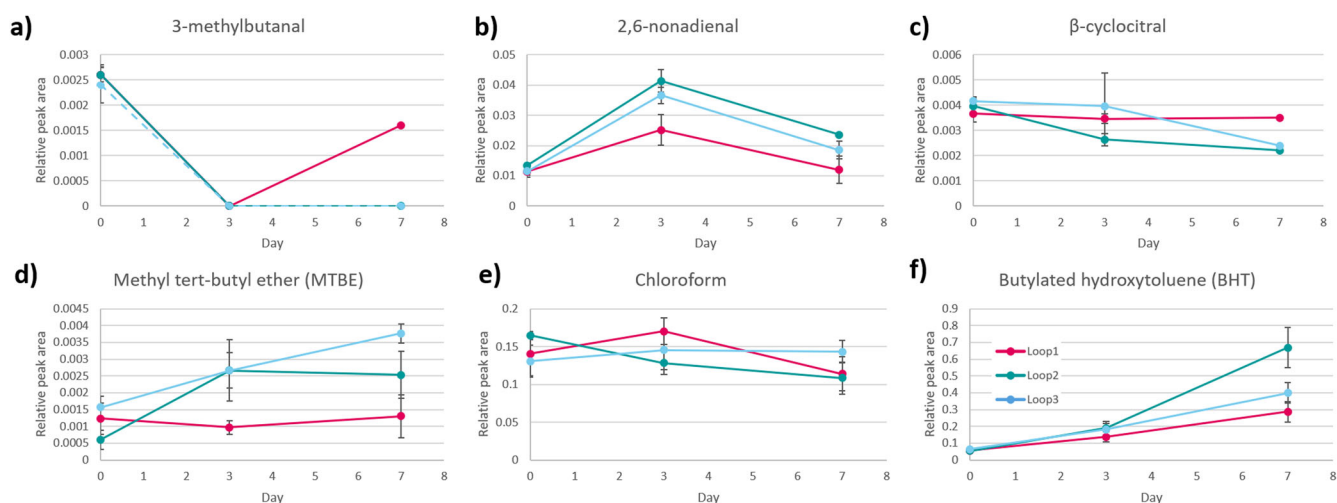 a)
3-methylbutanal
Relative peak area
0.003
0.0025
0.002
0.0015
0.001
0.0005
0
0 1 2 3 4 5 6 7 8
Day
b)
2,6-nonadienal
Relative peak area
0.05
0.04
0.03
0.02
0.01
0
0 1 2 3 4 5 6 7 8
Day
c)
β-cyclocitral
Relative peak area
0.006
0.005
0.004
0.003
0.002
0.001
0
0 1 2 3 4 5 6 7 8
Day
d)
Methyl tert-butyl ether (MTBE)
Relative peak area
0.0045
0.004
0.0035
0.003
0.0025
0.002
0.0015
0.001
0.0005
0 1 2 3 4 5 6 7 8
Day
e)
Chloroform
Relative peak area
0.2
0.15
0.1
0.05
0
0 1 2 3 4 5 6 7 8
Day
f)
Butylated hydroxytoluene (BHT)
Relative peak area
0.9
0.8
0.7
0.6
0.5
0.4
0.3
0.2
0.1
0
Loop1
Loop2
Loop3
0 1 2 3 4 5 6 7 8
Day